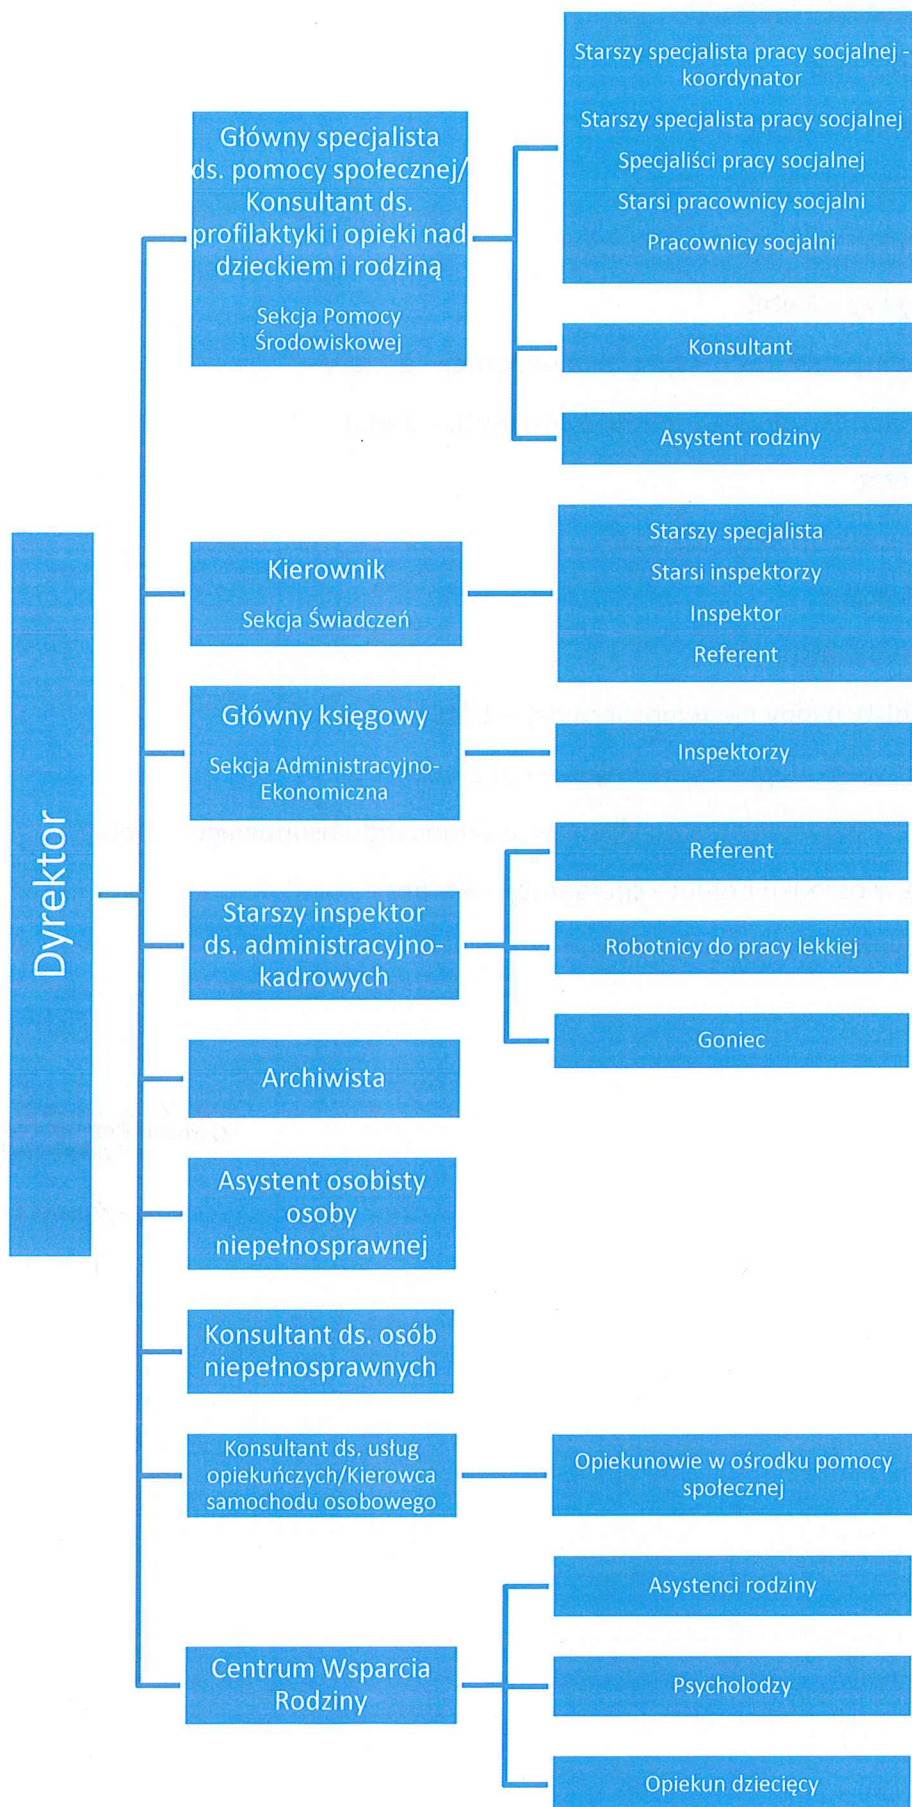 Dyrektor
Główny specjalista
ds. pomocy społecznej/
Konsultant ds.
profilaktyki i opieki nad
dzieckiem i rodziną
Sekcja Pomocy
Środowiskowej
Starszy specjalista pracy socjalnej -
koordynator
Starszy specjalista pracy socjalnej
Specjaliści pracy socjalnej
Starsi pracownicy socjalni
Pracownicy socjalni
Konsultant
Asystent rodziny
Kierownik
Sekcja Świadczeń
Starszy specjalista
Starsi inspektorzy
Inspektor
Referent
Główny księgowy
Sekcja Administracyjno-
Ekonomiczna
Inspektorzy
Starszy inspektor
ds. administracyjno-
kadrowych
Referent
Robotnicy do pracy lekkiej
Goniec
Archiwista
Asystent osobisty
osoby
niepełnosprawnej
Konsultant ds. osób
niepełnosprawnych
Konsultant ds. usług
opiekuńczych/Kierowca
samochodu osobowego
Opiekunowie w ośrodku pomocy
społecznej
Centrum Wsparcia
Rodziny
Asystenci rodziny
Psycholodzy
Opiekun dziecięcy